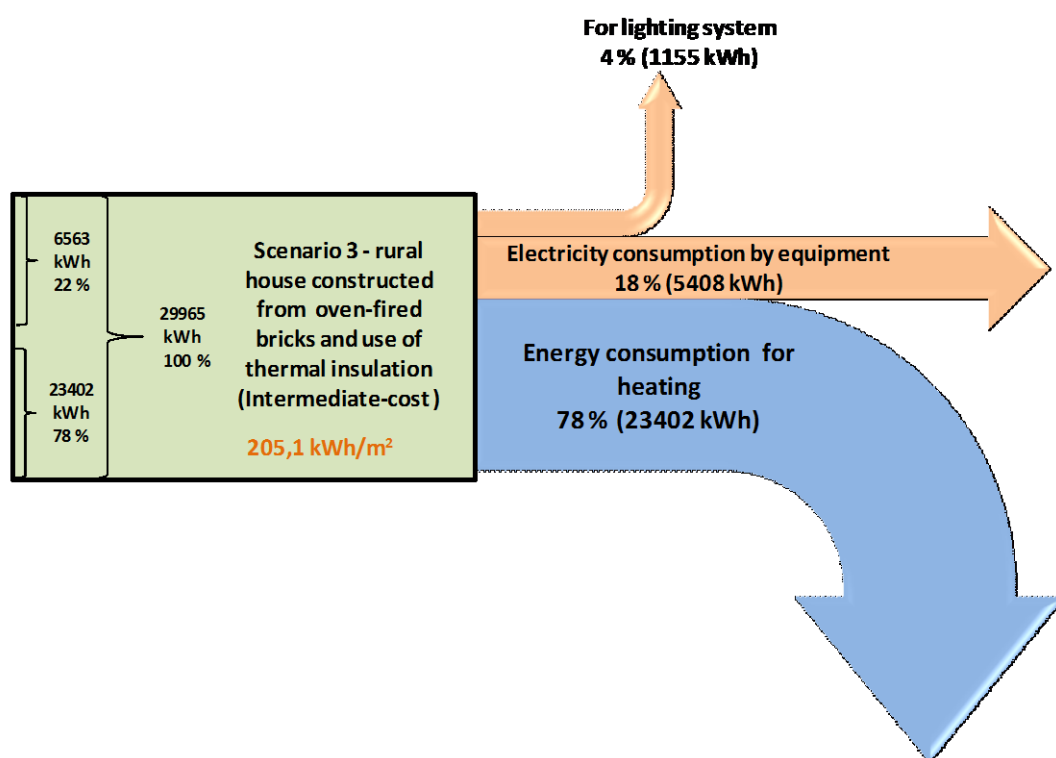 For lighting system
4 % (1155 kWh)
6563
kWh
22 %
29965
kWh
100 %
23402
kWh
78 %
Scenario 3 - rural
house constructed
from oven-fired
bricks and use of
thermal insulation
(Intermediate-cost )
205,1 kWh/m²
Electricity consumption by equipment
18 % (5408 kWh)
Energy consumption for
heating
78 % (23402 kWh)